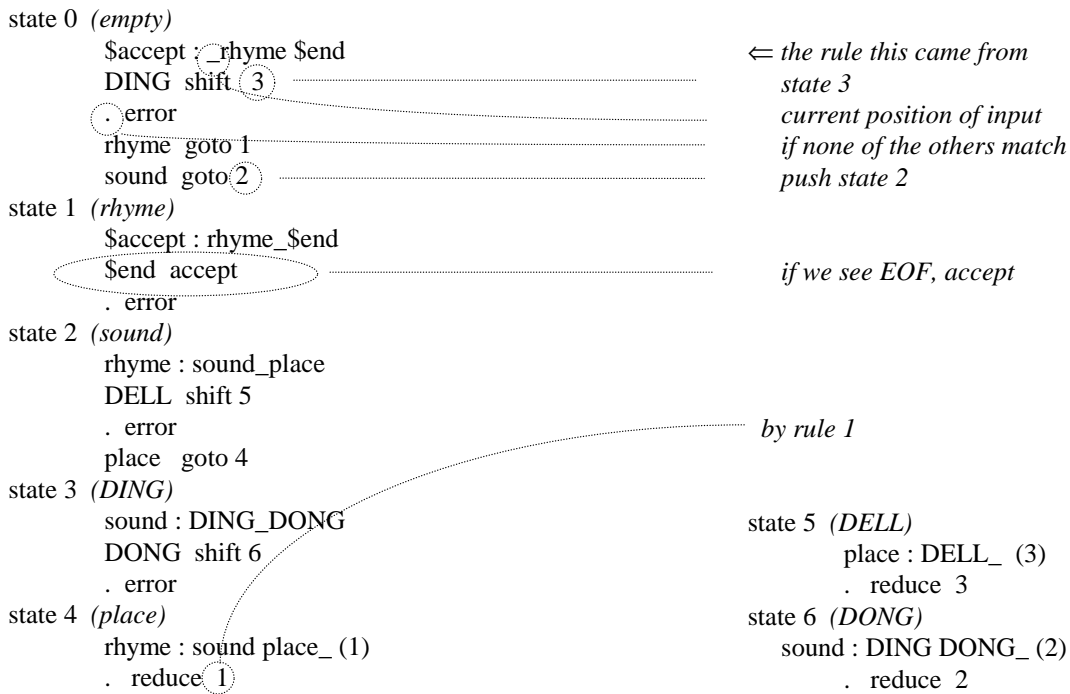 state 0 (empty)
$accept : _rhyme $end ⇐ the rule this came from
DING shift 3 state 3
. error current position of input
rhyme goto 1 if none of the others match
sound goto 2 push state 2
state 1 (rhyme)
$accept : rhyme_$end
$end accept if we see EOF, accept
. error
state 2 (sound)
rhyme : sound_place
DELL shift 5
. error by rule 1
place goto 4
state 3 (DING)
sound : DING_DONG
DONG shift 6
. error
state 4 (place)
rhyme : sound place_ (1)
. reduce 1
state 5 (DELL)
place : DELL_ (3)
. reduce 3
state 6 (DONG)
sound : DING DONG_ (2)
. reduce 2